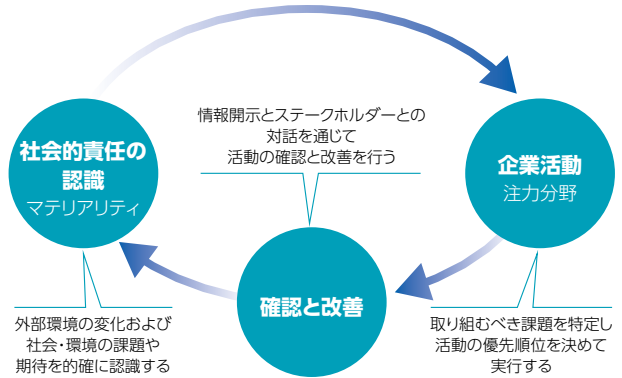 社会的責任の
認識
マテリアリティ
外部環境の変化および
社会・環境の課題や
期待を的確に認識する
情報開示とステークホルダーとの
対話を通じて
活動の確認と改善を行う
確認と改善
企業活動
注力分野
取り組むべき課題を特定し
活動の優先順位を決めて
実行する